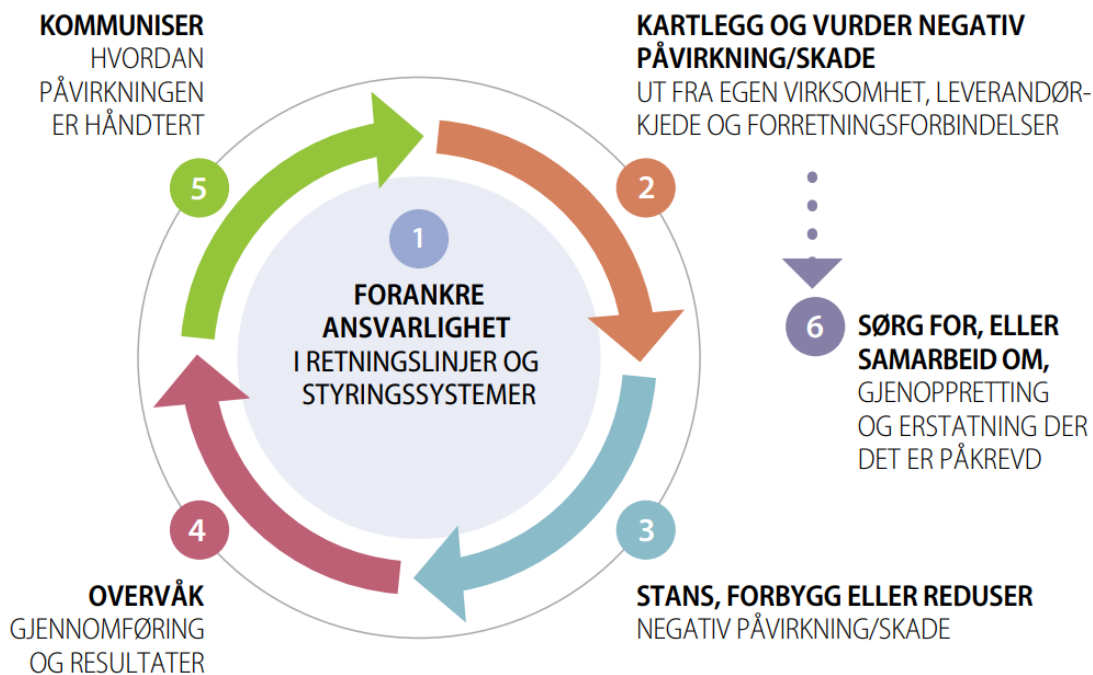 1
FORANKRE
ANSVARLIGHET
I RETNINGSLINJER OG
STYRINGSSYSTEMER
2
KARTLEGG OG VURDER NEGATIV
PÅVIRKNING/SKADE
UT FRA EGEN VIRKSOMHET, LEVERANDØR-
KJEDE OG FORRETNINGSFORBINDELSER
3
STANS, FORBYGG ELLER REDUSER
NEGATIV PÅVIRKNING/SKADE
4
OVERVÅK
GJENNOMFØRING
OG RESULTATER
5
KOMMUNISER
HVORDAN
PÅVIRKNINGEN
ER HÅNDTERT
6
SØRG FOR, ELLER
SAMARBEID OM,
GJENOPPRETTING
OG ERSTATNING DER
DET ER PÅKREVD